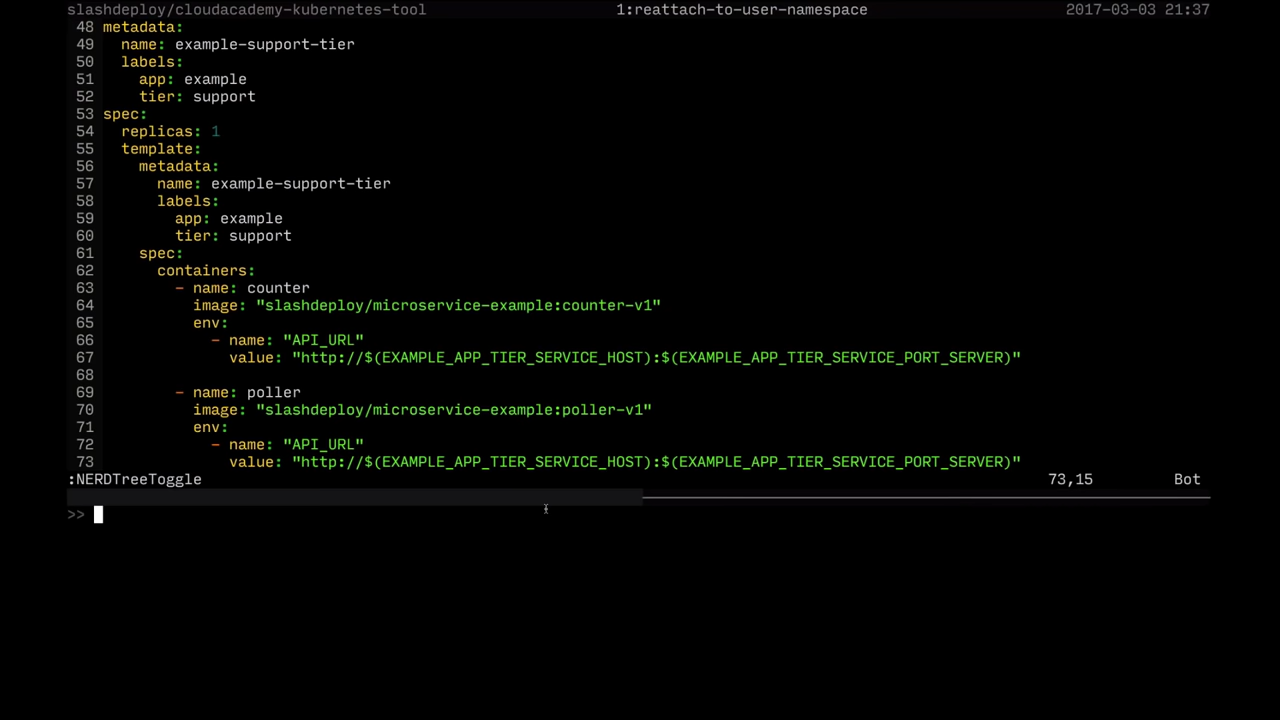 slashdeploy/cloudacademy-kubernetes-tool 1:reattach-to-user-namespace 2017-03-03 21:37
48 metadata:
49   name: example-support-tier
50   labels:
51     app: example
52     tier: support
53 spec:
54   replicas: 1
55   template:
56     metadata:
57       name: example-support-tier
58       labels:
59         app: example
60         tier: support
61     spec:
62       containers:
63         - name: counter
64           image: "slashdeploy/microservice-example:counter-v1"
65           env:
66             - name: "API_URL"
67               value: "http://$(EXAMPLE_APP_TIER_SERVICE_HOST):$(EXAMPLE_APP_TIER_SERVICE_PORT_SERVER)"
68
69         - name: poller
70           image: "slashdeploy/microservice-example:poller-v1"
71           env:
72             - name: "API_URL"
73               value: "http://$(EXAMPLE_APP_TIER_SERVICE_HOST):$(EXAMPLE_APP_TIER_SERVICE_PORT_SERVER)"
:NERDTreeToggle 73,15 Bot
>>